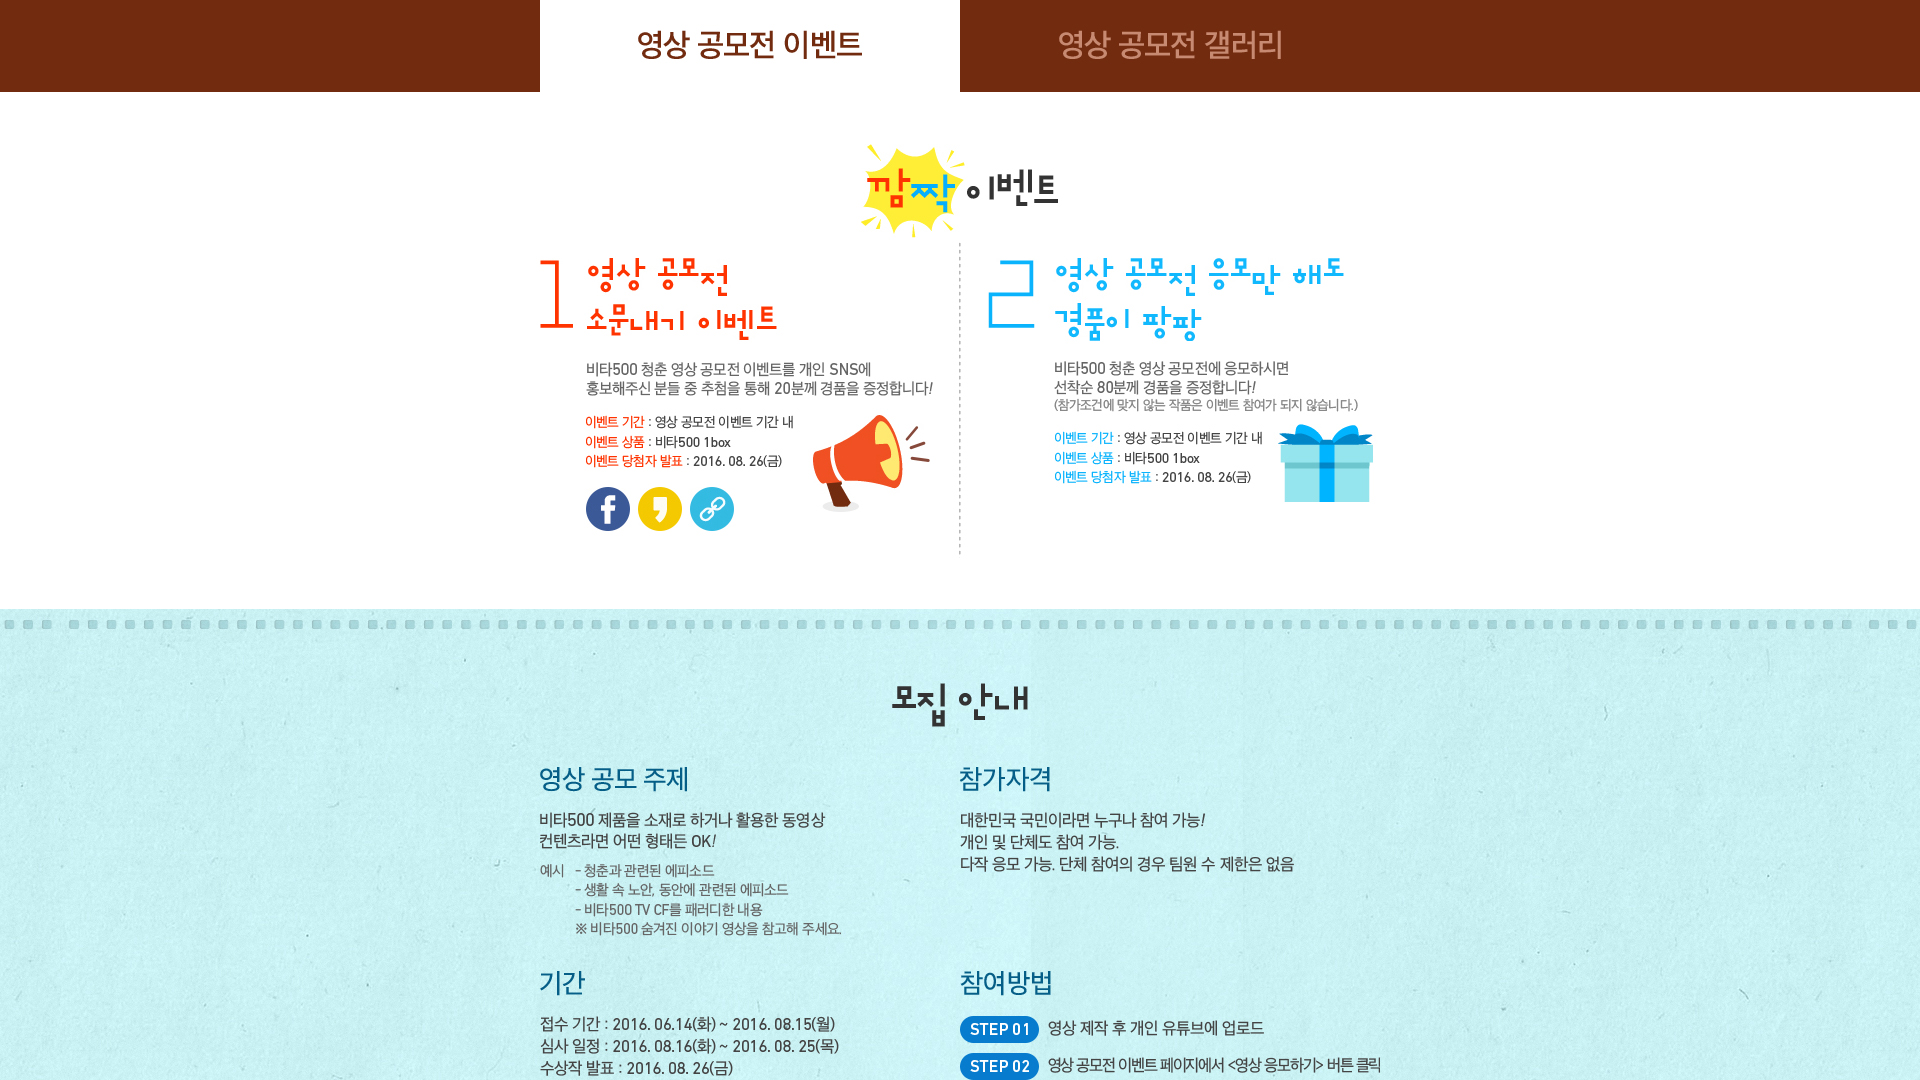 영상 공모전 이벤트
영상 공모전 갤러리
깜짝 이벤트
1 영상 공모전
소문내기 이벤트
비타500 청춘 영상 공모전 이벤트를 개인 SNS에
홍보해주신 분들 중 추첨을 통해 20분께 경품을 증정합니다!
이벤트 기간 : 영상 공모전 이벤트 기간 내
이벤트 상품 : 비타500 1box
이벤트 당첨자 발표 : 2016. 08. 26(금)
2 영상 공모전 응모만 해도
경품이 팡팡
비타500 청춘 영상 공모전에 응모하시면
선착순 80분께 경품을 증정합니다!
(참가조건에 맞지 않는 작품은 이벤트 참여가 되지 않습니다.)
이벤트 기간 : 영상 공모전 이벤트 기간 내
이벤트 상품 : 비타500 1box
이벤트 당첨자 발표 : 2016. 08. 26(금)
모집 안내
영상 공모 주제
비타500 제품을 소재로 하거나 활용한 동영상
컨텐츠라면 어떤 형태든 OK!
예시 - 청춘과 관련된 에피소드
- 생활 속 노안, 동안에 관련된 에피소드
- 비타500 TV CF를 패러디한 내용
※ 비타500 숨겨진 이야기 영상을 참고해 주세요.
참가자격
대한민국 국민이라면 누구나 참여 가능!
개인 및 단체도 참여 가능.
다작 응모 가능. 단체 참여의 경우 팀원 수 제한은 없음
기간
접수 기간 : 2016. 06.14(화) ~ 2016. 08.15(월)
심사 일정 : 2016. 08.16(화) ~ 2016. 08. 25(목)
수상작 발표 : 2016. 08. 26(금)
참여방법
STEP 01 영상 제작 후 개인 유튜브에 업로드
STEP 02 영상 공모전 이벤트 페이지에서 <영상 응모하기> 버튼 클릭